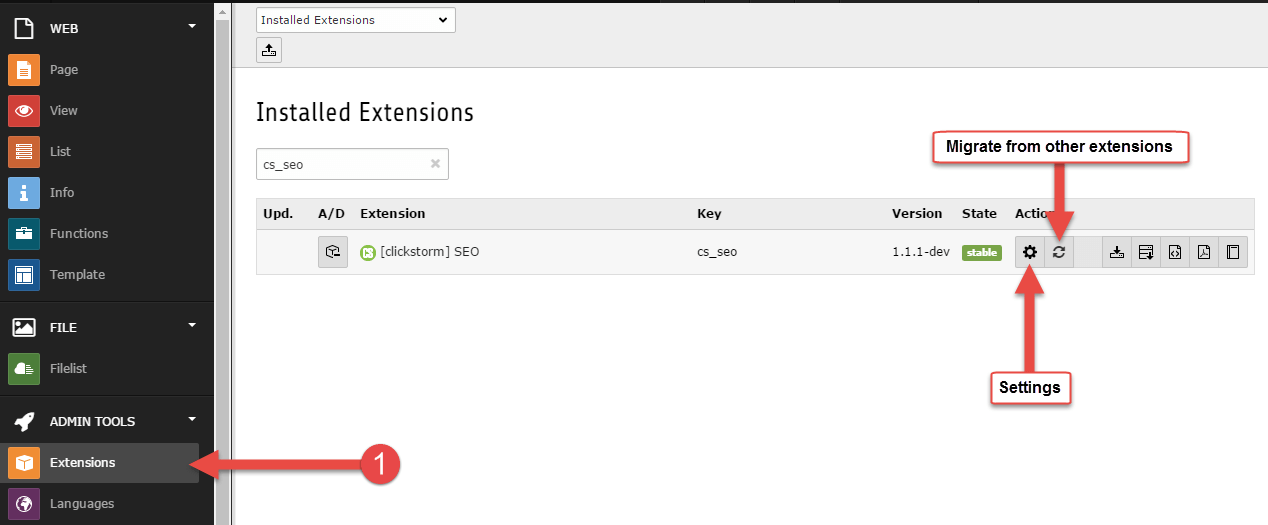 WEB
Page
View
List
Info
Functions
Template
FILE
Filelist
ADMIN TOOLS
Extensions
Languages
1
Installed Extensions
Installed Extensions
cs_seo
Migrate from other extensions
Upd. A/D Extension Key Version State Action
[clickstorm] SEO cs_seo 1.1.1-dev stable
Settings